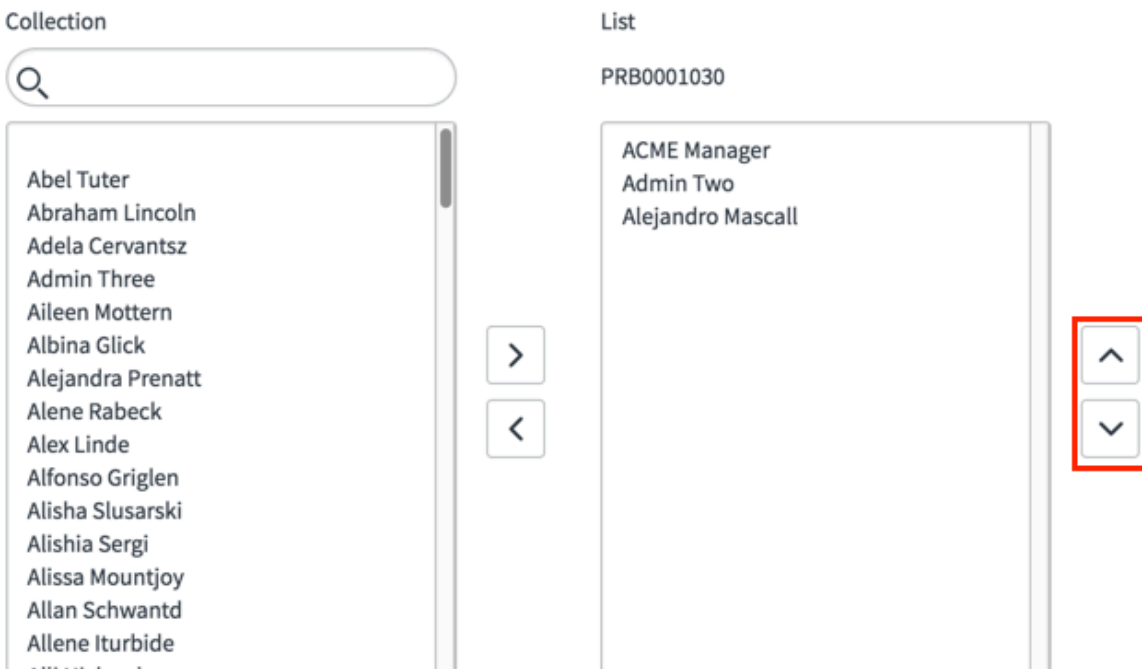 Collection
Abel Tuter
Abraham Lincoln
Adela Cervantsz
Admin Three
Aileen Mottern
Albina Glick
Alejandra Prenatt
Alene Rabeck
Alex Linde
Alfonso Griglen
Alisha Slusarski
Alishia Sergi
Alissa Mountjoy
Allan Schwantd
Allene Iturbide
List
PRB0001030
ACME Manager
Admin Two
Alejandro Mascall